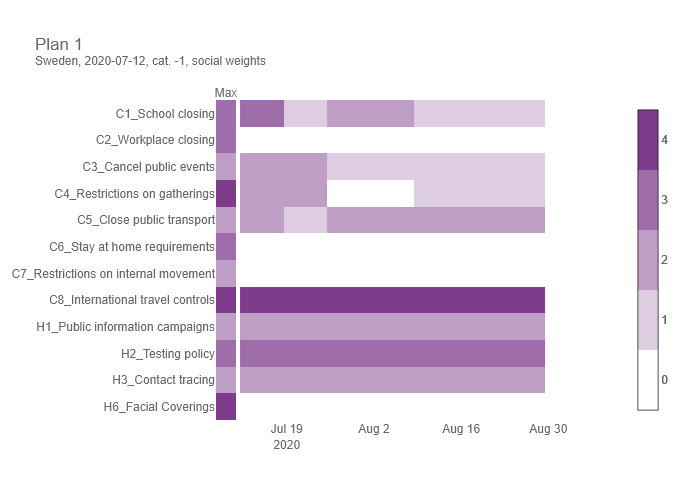 Plan 1
Sweden, 2020-07-12, cat. -1, social weights
Max
C1_School closing
C2_Workplace closing
C3_Cancel public events
C4_Restrictions on gatherings
C5_Close public transport
C6_Stay at home requirements
C7_Restrictions on internal movement
C8_International travel controls
H1_Public information campaigns
H2_Testing policy
H3_Contact tracing
H6_Facial Coverings
Jul 19 Aug 2 Aug 16 Aug 30
2020
4
3
2
1
0